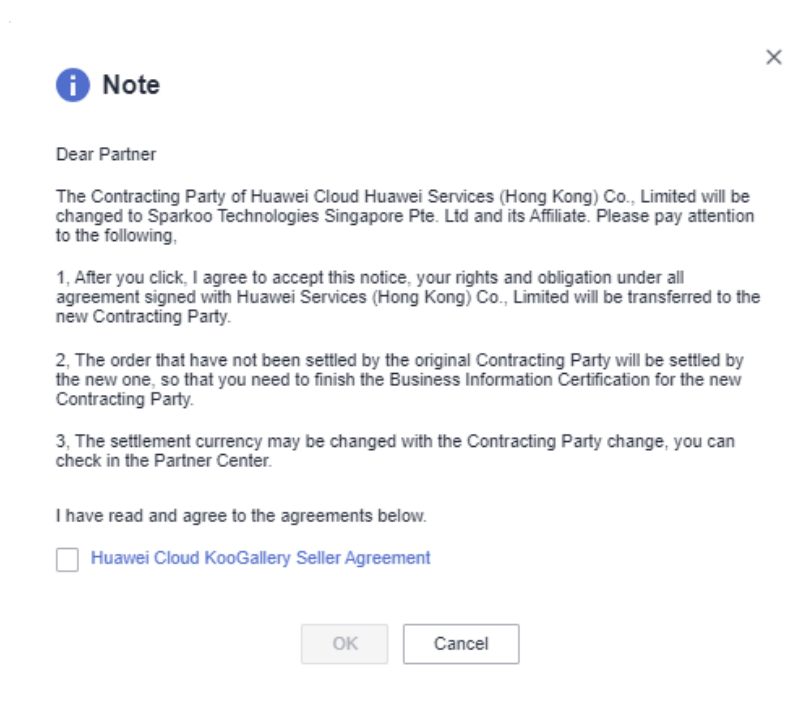 Note
Dear Partner
The Contracting Party of Huawei Cloud Huawei Services (Hong Kong) Co., Limited will be
changed to Sparkoo Technologies Singapore Pte. Ltd and its Affiliate. Please pay attention
to the following,
1, After you click, I agree to accept this notice, your rights and obligation under all
agreement signed with Huawei Services (Hong Kong) Co., Limited will be transferred to the
new Contracting Party.
2, The order that have not been settled by the original Contracting Party will be settled by
the new one, so that you need to finish the Business Information Certification for the new
Contracting Party.
3, The settlement currency may be changed with the Contracting Party change, you can
check in the Partner Center.
I have read and agree to the agreements below.
Huawei Cloud KooGallery Seller Agreement
OK Cancel